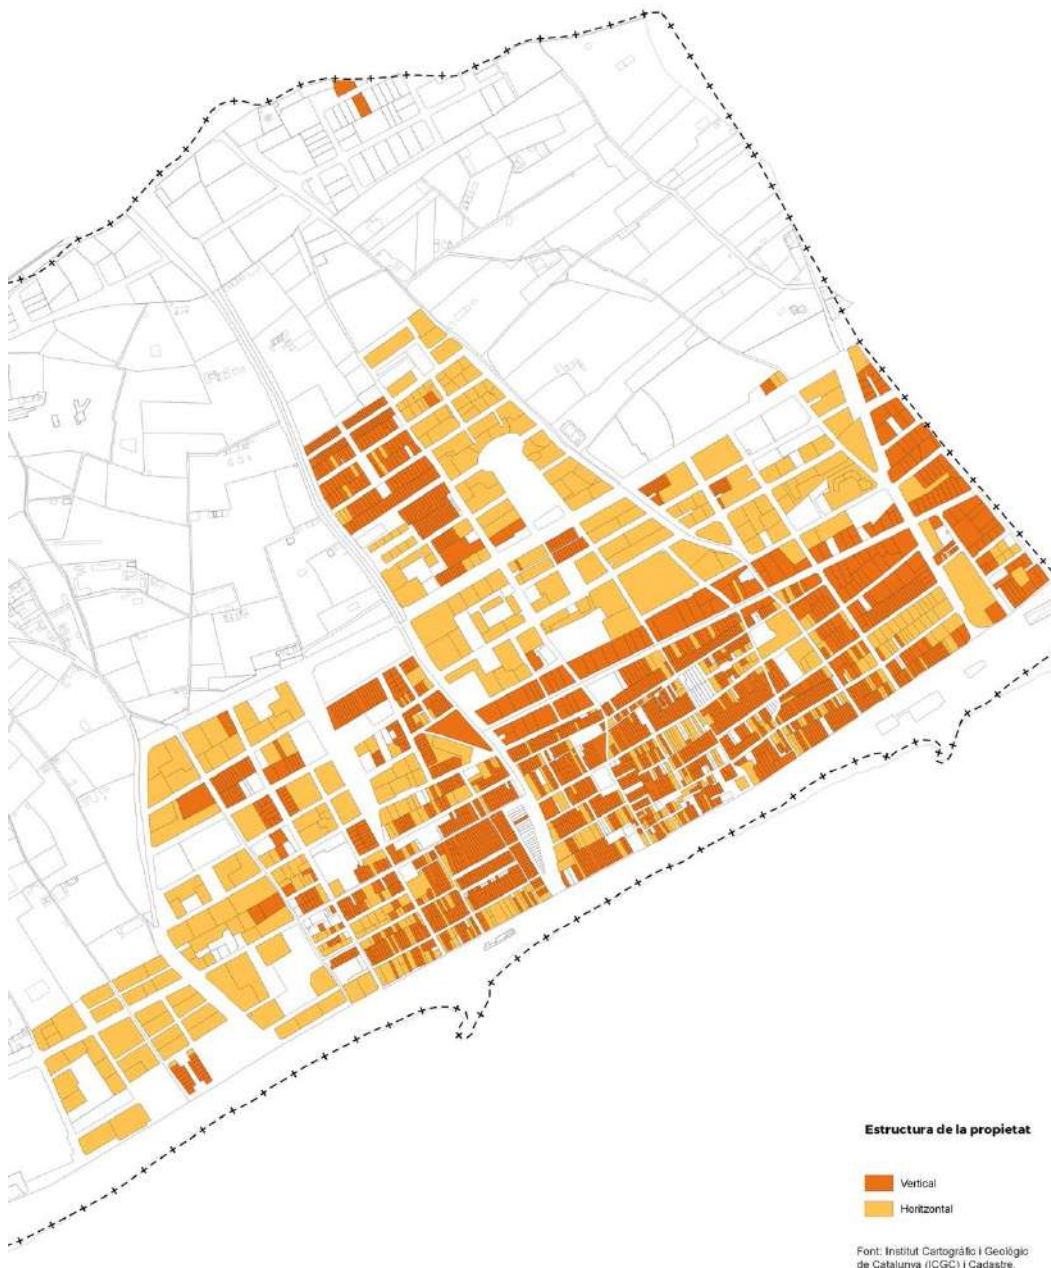 Estructura de la propietat
Vertical
Horitzontal
Font: Institut Cartogràfic i Geològic
de Catalunya (ICGC) i Cadastre.